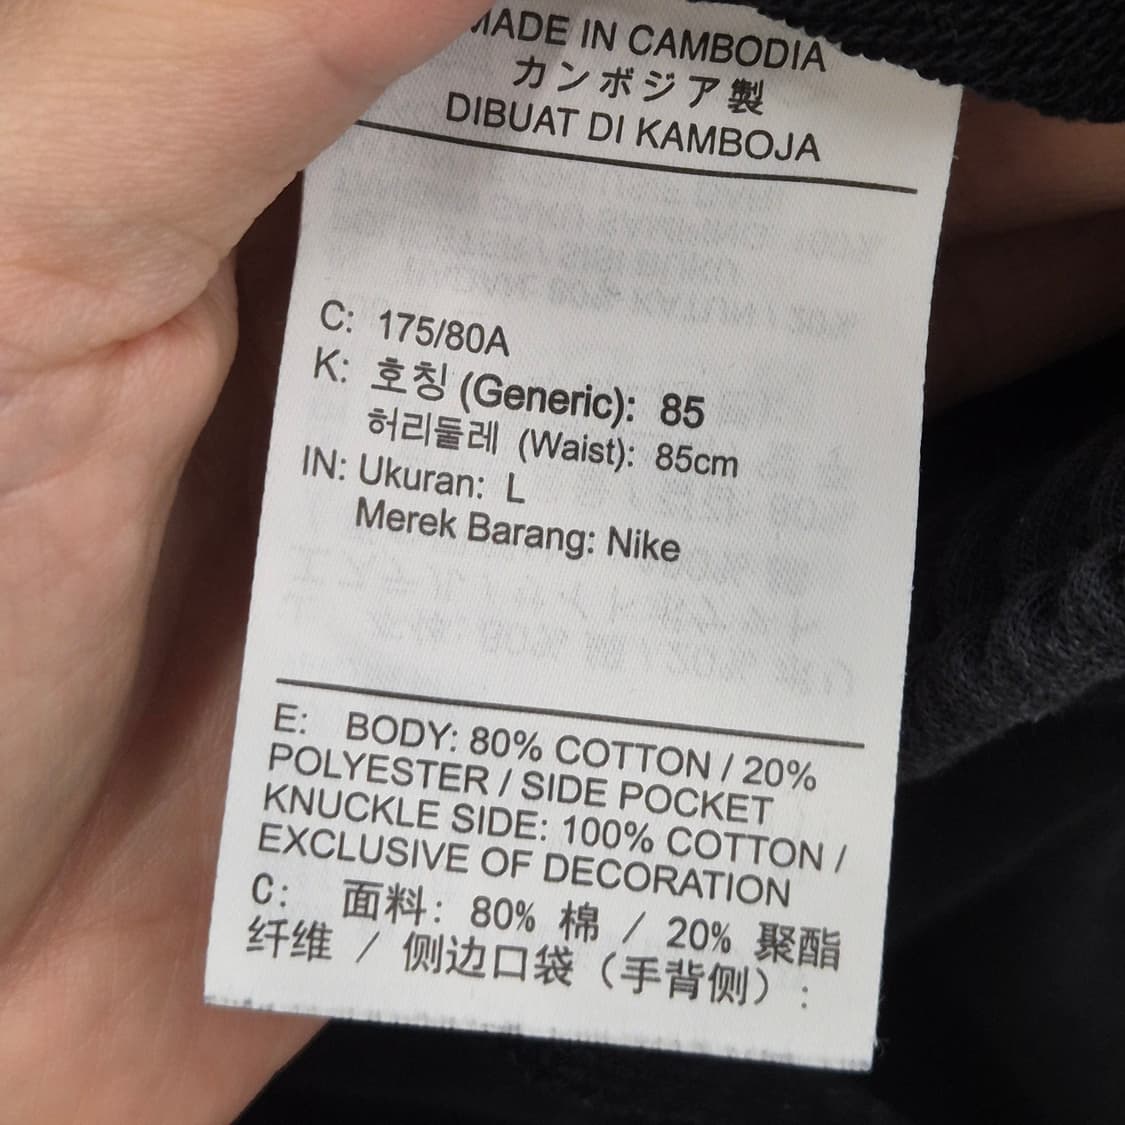 MADE IN CAMBODIA
カンボジア製
DIBUAT DI KAMBOJA
C: 175/80A
K: 호칭 (Generic): 85
허리둘레 (Waist): 85cm
IN: Ukuran: L
Merek Barang: Nike
E: BODY: 80% COTTON / 20%
POLYESTER / SIDE POCKET
KNUCKLE SIDE: 100% COTTON /
EXCLUSIVE OF DECORATION
C: 面料: 80% 棉 / 20% 聚酯
纤维 / 侧边口袋（手背侧）: